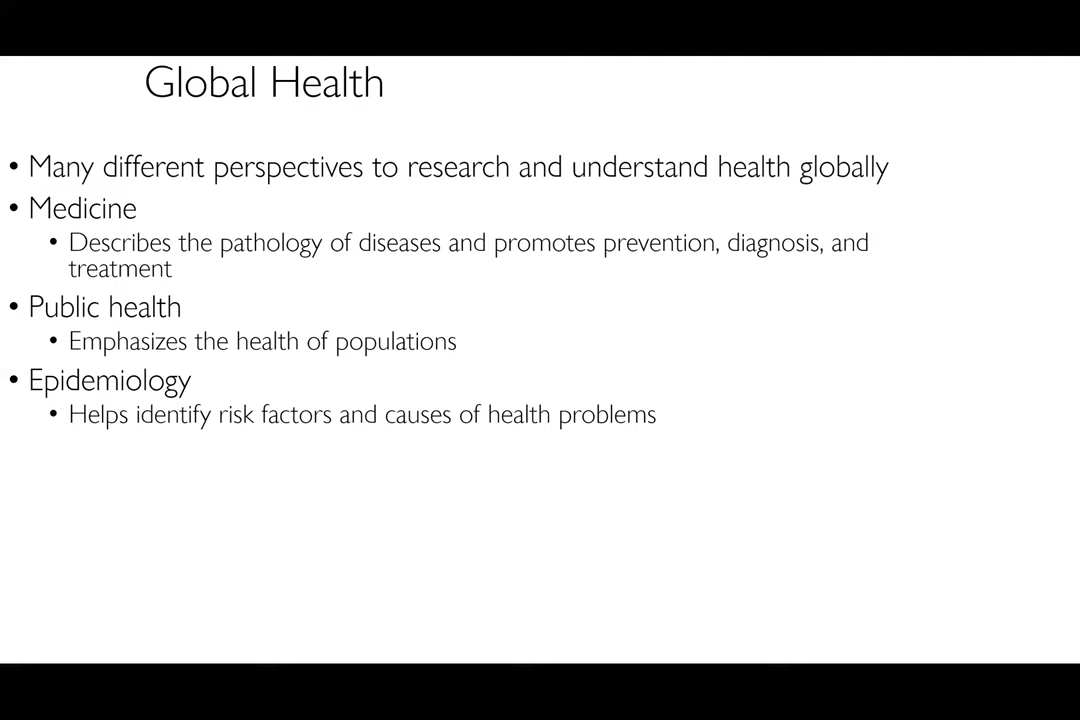 Global Health
• Many different perspectives to research and understand health globally
• Medicine
• Describes the pathology of diseases and promotes prevention, diagnosis, and
treatment
• Public health
• Emphasizes the health of populations
• Epidemiology
• Helps identify risk factors and causes of health problems